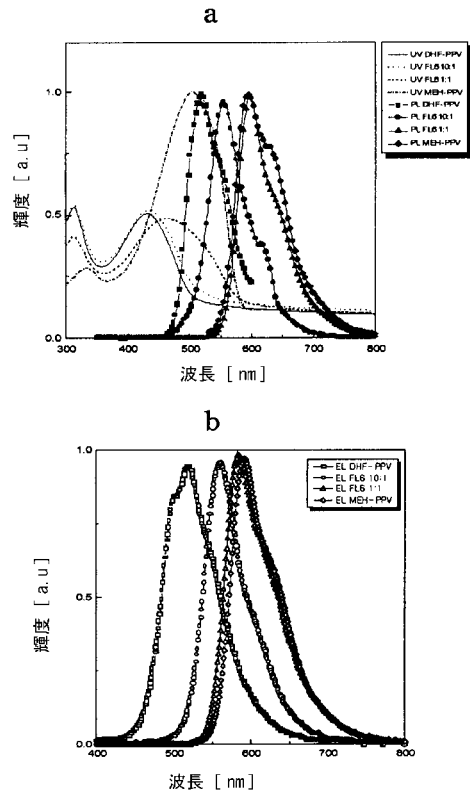 a
UV DHF-PPV
UV FL6 10:1
UV FL6 1:1
UV MEH-PPV
PL DHF-PPV
PL FL6 10:1
PL FL6 1:1
PL MEH-PPV
1.0
0.5
0.0
輝度 [a.u]
300 400 500 600 700 800
波長 [nm]
b
EL DHF-PPV
EL FL6 10:1
EL FL6 1:1
EL MEH-PPV
1.0
0.5
0.0
輝度 [a.u]
400 500 600 700 800
波長 [nm]